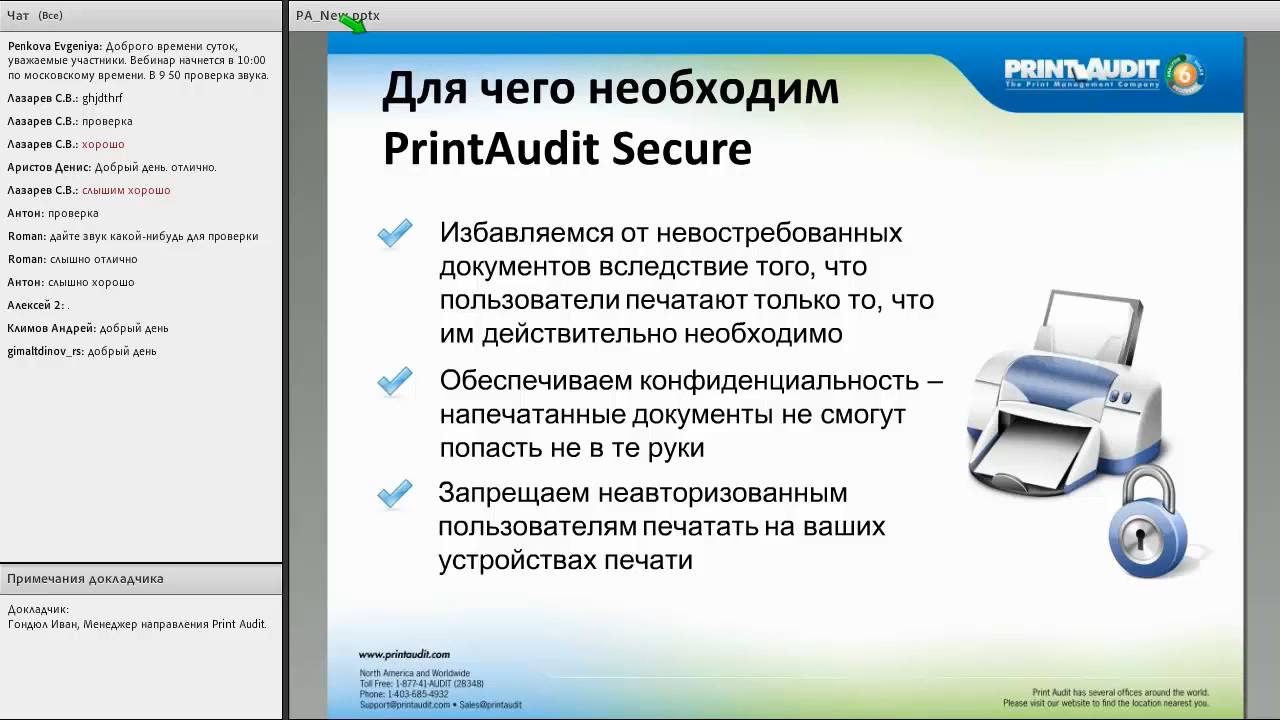 Чат (Все)
Penkova Evgeniya: Доброго времени суток,
уважаемые участники. Вебинар начнется в 10:00
по московскому времени. В 9 50 проверка звука.
Лазарев С.В.: ghjdthrf
Лазарев С.В.: проверка
Лазарев С.В.: хорошо
Аристов Денис: Добрый день. отлично.
Лазарев С.В.: слышим хорошо
Антон: проверка
Roman: дайте звук какой-нибудь для проверки
Roman: слышно отлично
Антон: слышно хорошо
Алексей 2: .
Климов Андрей: добрый день
gimaltdinov_rs: добрый день
Примечания докладчика
Докладчик:
Гондюл Иван, Менеджер направления Print Audit.
PA_New.pptx
PRINT AUDIT 6
The Print Management Company
Для чего необходим
PrintAudit Secure
Избавляемся от невостребованных
документов вследствие того, что
пользователи печатают только то, что
им действительно необходимо
Обеспечиваем конфиденциальность –
напечатанные документы не смогут
попасть не в те руки
Запрещаем неавторизованным
пользователям печатать на ваших
устройствах печати
www.printaudit.com
North America and Worldwide
Toll Free: 1-877-41-AUDIT (28348)
Phone: 1-403-685-4932
Support@printaudit.com • Sales@printaudit.com
Print Audit has several offices around the world.
Please visit our website to find the location nearest you.